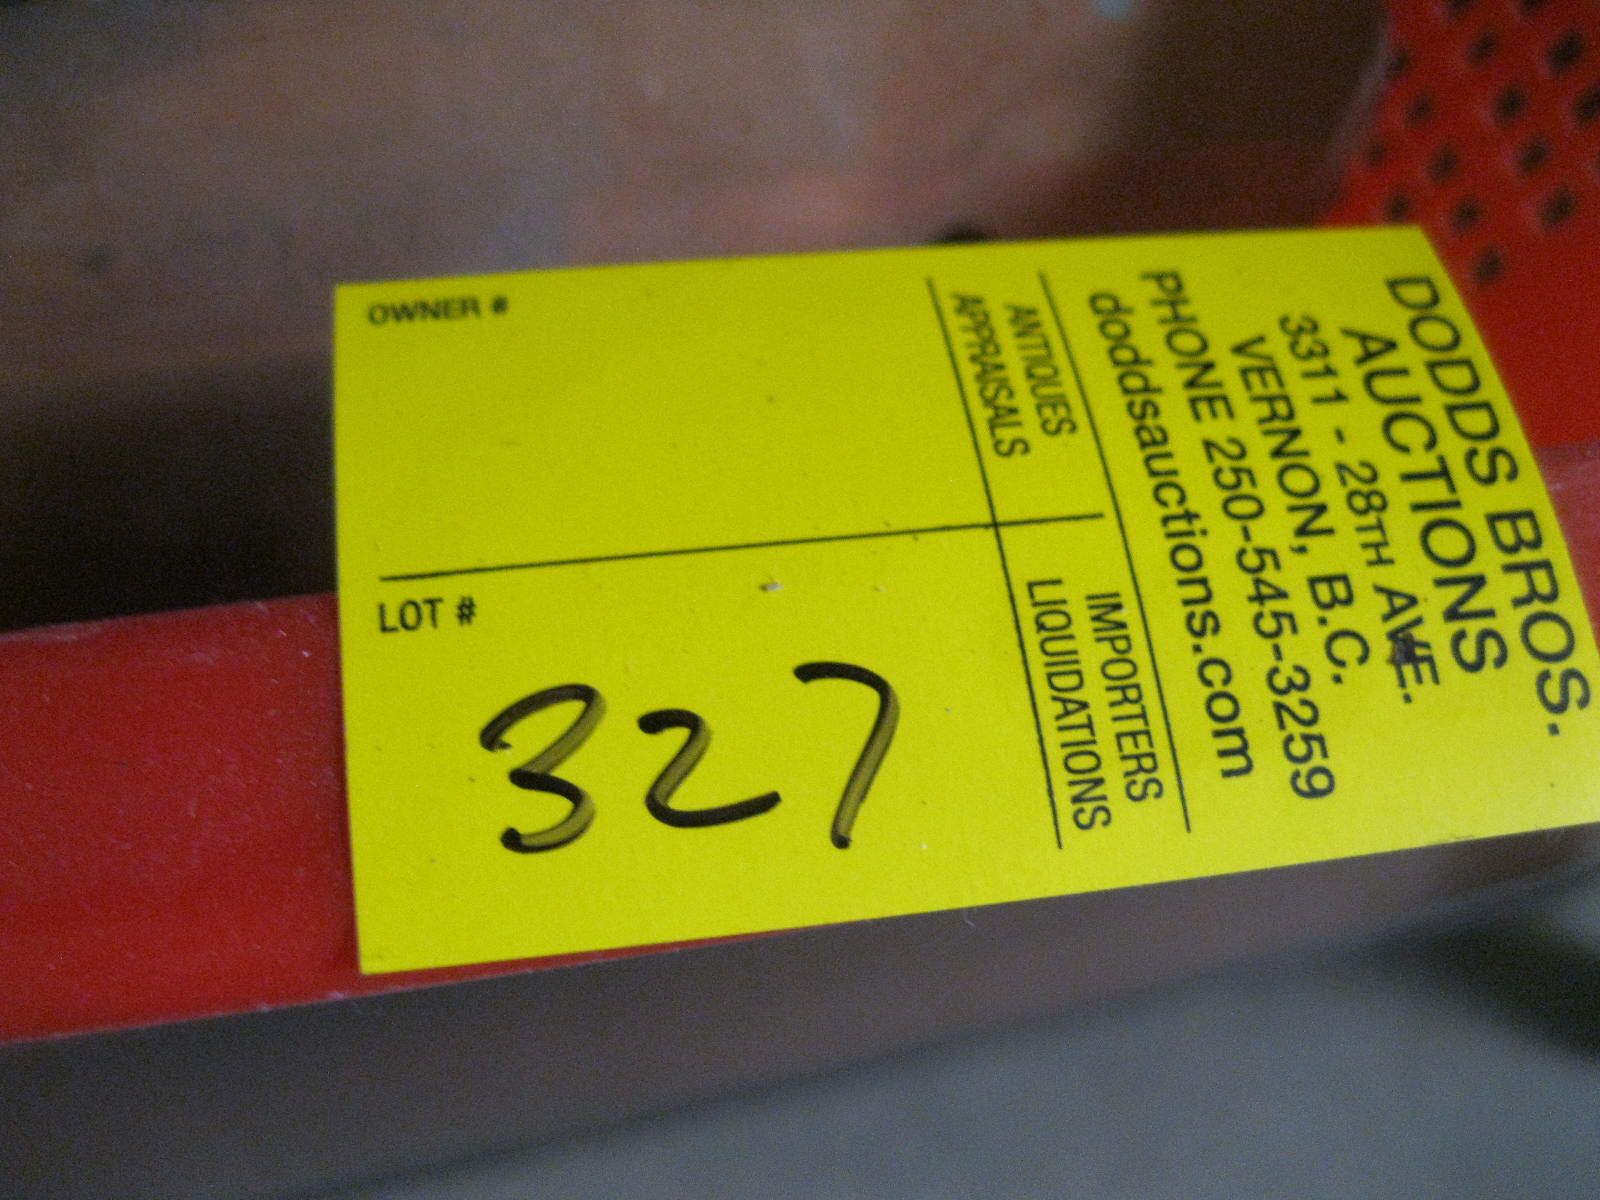 DODDS BROS.
AUCTIONS
3311 - 28TH AVE.
VERNON, B.C.
PHONE 250-545-3259
doddsauctions.com
ANTIQUES
APPRAISALS
IMPORTERS
LIQUIDATIONS
OWNER #
LOT #
327